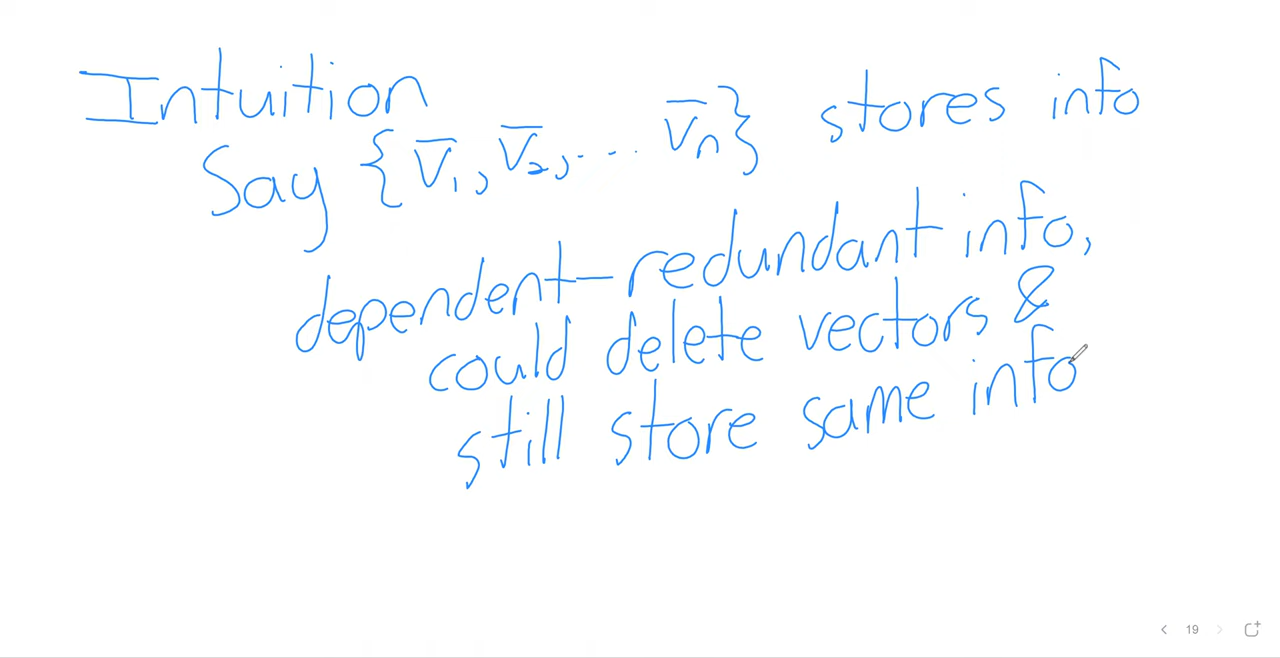 Intuition
Say {v̅₁, v̅₂, ... v̅ₙ} stores info
dependent - redundant info,
could delete vectors &
still store same info
19